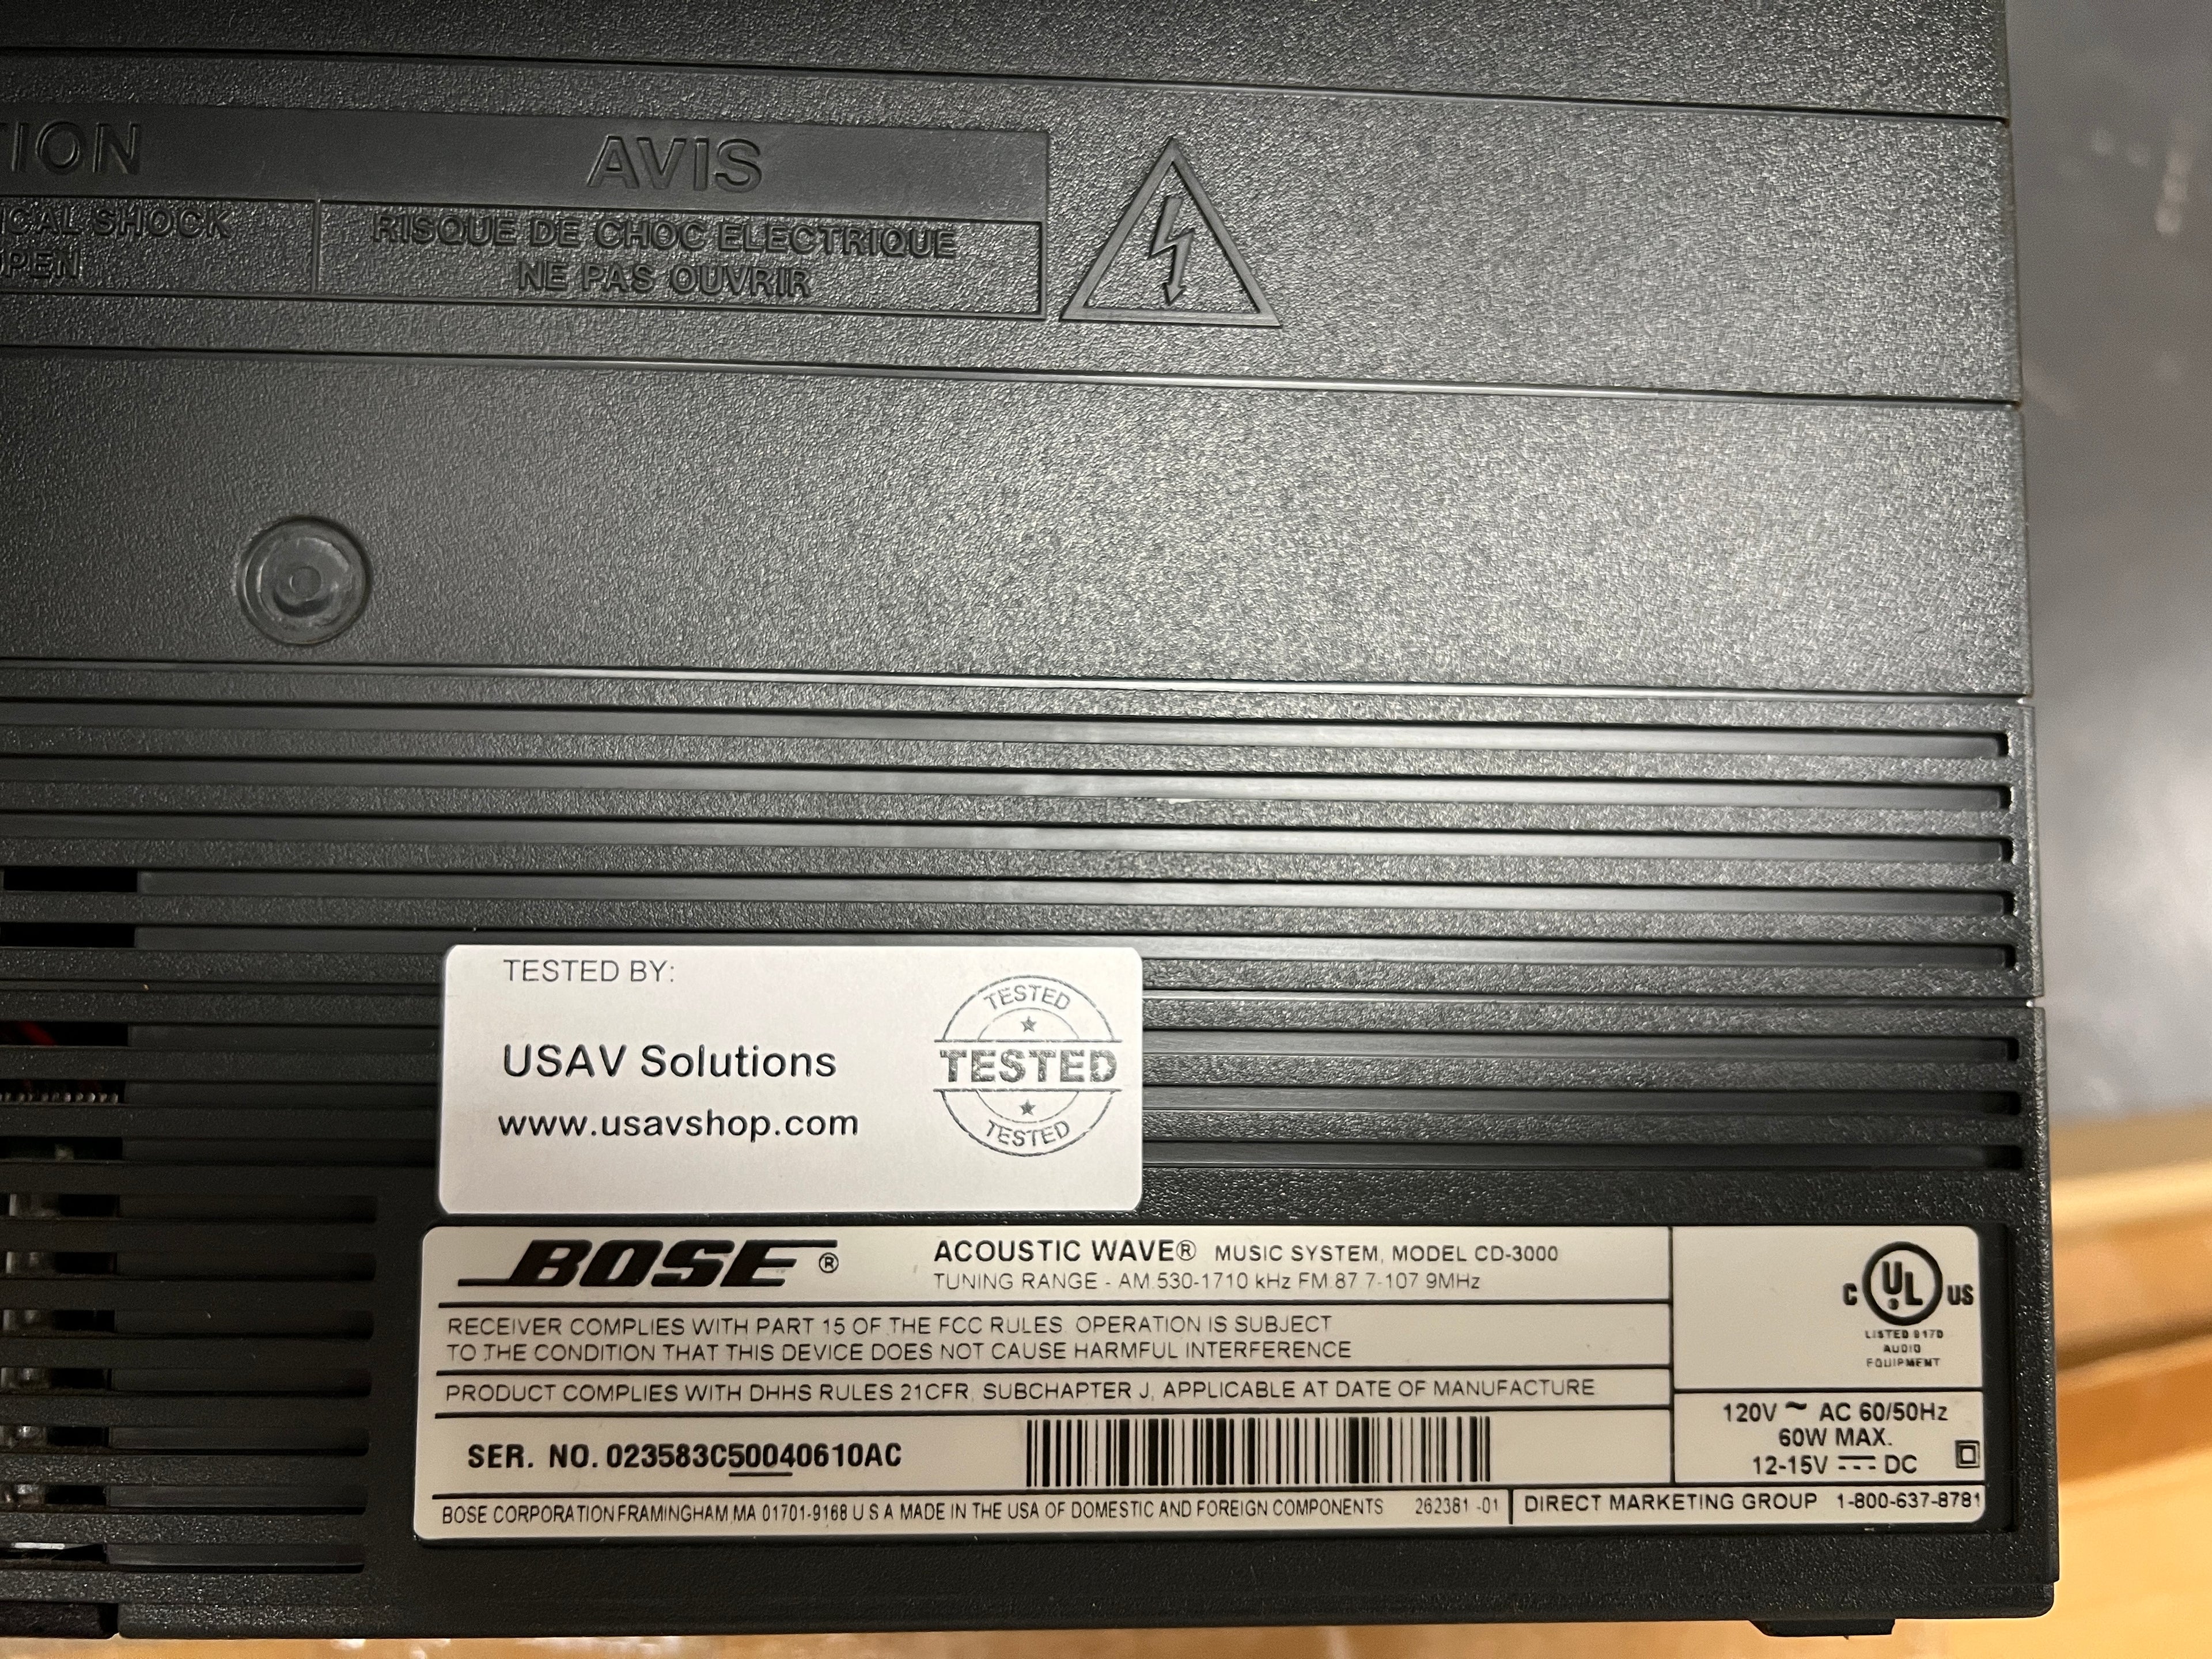 TION
AVIS
ICAL SHOCK
OPEN
RISQUE DE CHOC ELECTRIQUE
NE PAS OUVRIR
TESTED BY:
USAV Solutions
www.usavshop.com
TESTED
TESTED
TESTED
BOSE®
ACOUSTIC WAVE® MUSIC SYSTEM, MODEL CD-3000
TUNING RANGE - AM 530-1710 kHz FM 87.7-107.9MHz
RECEIVER COMPLIES WITH PART 15 OF THE FCC RULES. OPERATION IS SUBJECT
TO THE CONDITION THAT THIS DEVICE DOES NOT CAUSE HARMFUL INTERFERENCE
PRODUCT COMPLIES WITH DHHS RULES 21CFR, SUBCHAPTER J, APPLICABLE AT DATE OF MANUFACTURE
SER. NO. 023583C50040610AC
BOSE CORPORATION FRAMINGHAM, MA 01701-9168 U S A MADE IN THE USA OF DOMESTIC AND FOREIGN COMPONENTS 262381 -01
C UL US
LISTED 917D
AUDIO
EQUIPMENT
120V ~ AC 60/50Hz
60W MAX.
12-15V ⎓ DC
DIRECT MARKETING GROUP 1-800-637-8781